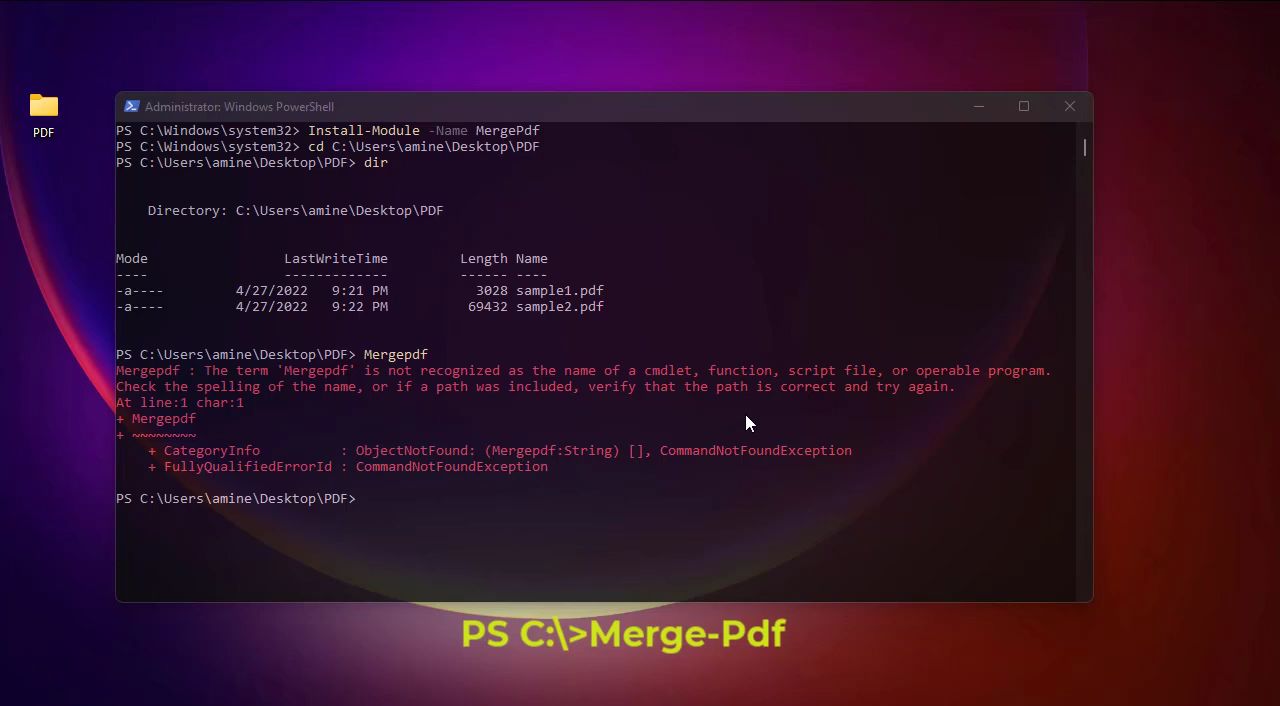 PDF
Administrator: Windows PowerShell
PS C:\Windows\system32> Install-Module -Name MergePdf
PS C:\Windows\system32> cd C:\Users\amine\Desktop\PDF
PS C:\Users\amine\Desktop\PDF> dir
Directory: C:\Users\amine\Desktop\PDF
Mode LastWriteTime Length Name
---- ------------- ------ ----
-a---- 4/27/2022 9:21 PM 3028 sample1.pdf
-a---- 4/27/2022 9:22 PM 69432 sample2.pdf
PS C:\Users\amine\Desktop\PDF> Mergepdf
Mergepdf : The term 'Mergepdf' is not recognized as the name of a cmdlet, function, script file, or operable program.
Check the spelling of the name, or if a path was included, verify that the path is correct and try again.
At line:1 char:1
+ Mergepdf
+ ~~~~~~~~
+ CategoryInfo : ObjectNotFound: (Mergepdf:String) [], CommandNotFoundException
+ FullyQualifiedErrorId : CommandNotFoundException
PS C:\Users\amine\Desktop\PDF>
PS C:\>Merge-Pdf